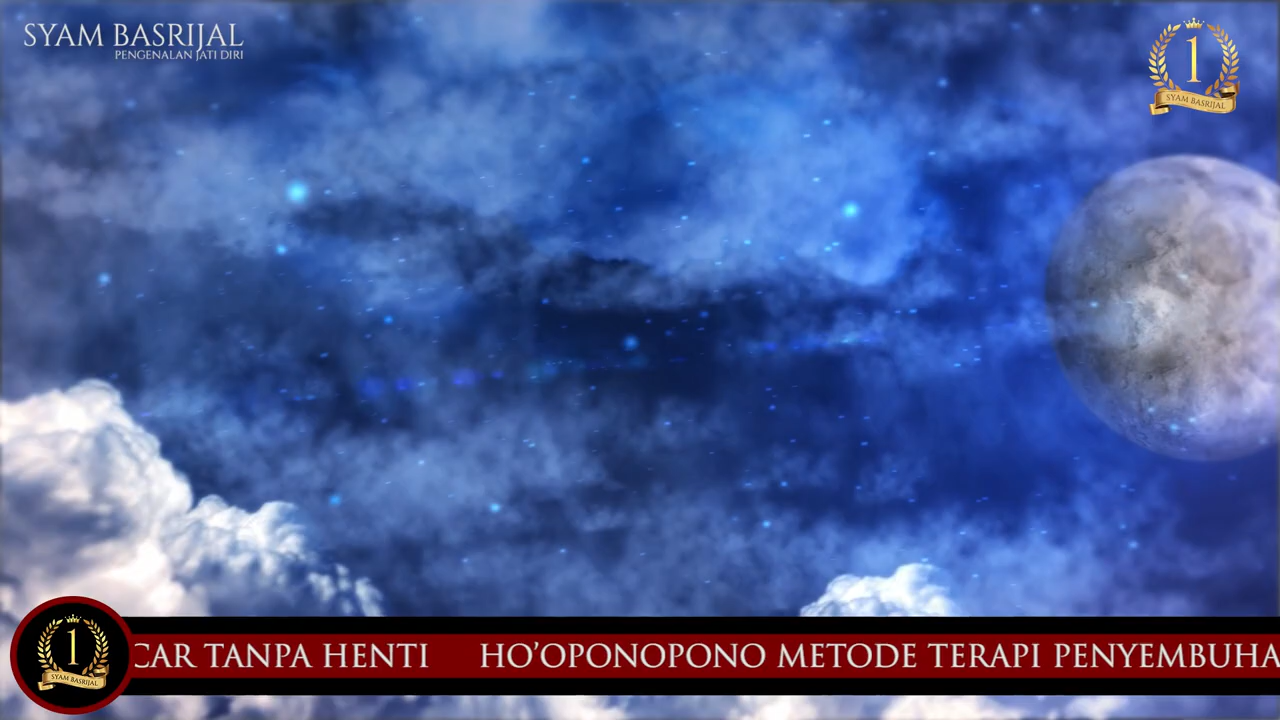 SYAM BASRIJAL
PENGENALAN JATI DIRI
1
SYAM BASRIJAL
1
SYAM BASRIJAL
CAR TANPA HENTI HO'OPONOPONO METODE TERAPI PENYEMBUHA